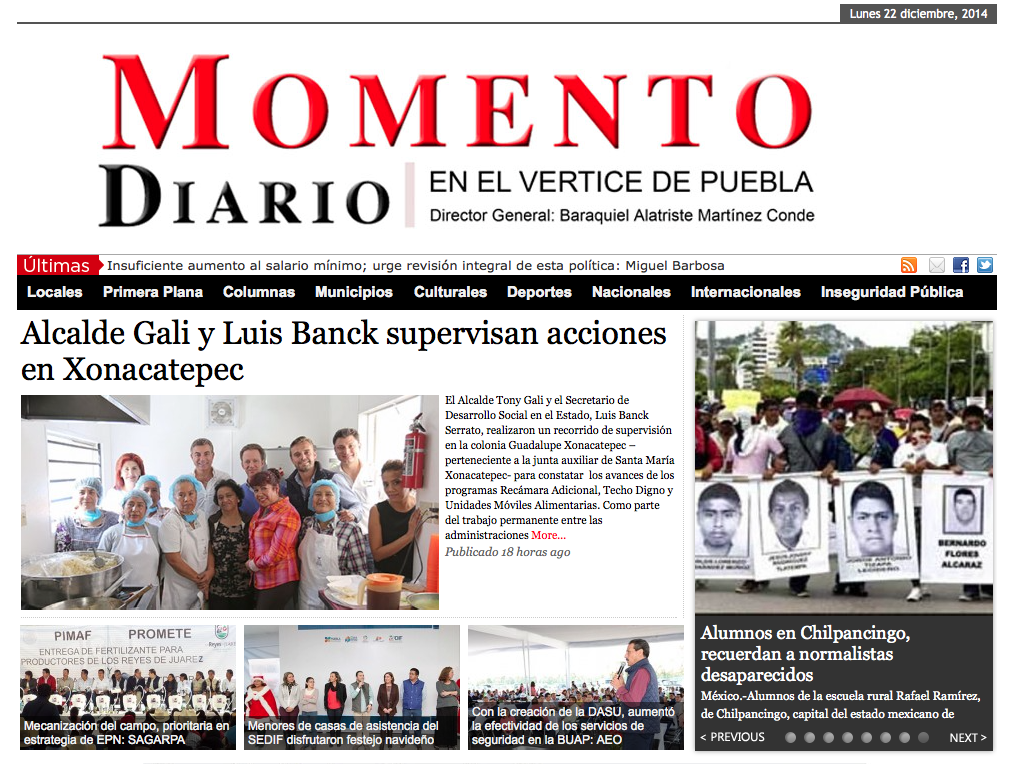 Lunes 22 diciembre, 2014
MOMENTO
DIARIO
EN EL VERTICE DE PUEBLA
Director General: Baraquiel Alatriste Martínez Conde
Últimas
Insuficiente aumento al salario mínimo; urge revisión integral de esta política: Miguel Barbosa
Locales Primera Plana Columnas Municipios Culturales Deportes Nacionales Internacionales Inseguridad Pública
Alcalde Gali y Luis Banck supervisan acciones
en Xonacatepec
El Alcalde Tony Gali y el Secretario de
Desarrollo Social en el Estado, Luis Banck
Serrato, realizaron un recorrido de supervisión
en la colonia Guadalupe Xonacatepec –
perteneciente a la junta auxiliar de Santa María
Xonacatepec- para constatar los avances de los
programas Recámara Adicional, Techo Digno y
Unidades Móviles Alimentarias. Como parte
del trabajo permanente entre las
administraciones More...
Publicado 18 horas ago
PIMAF PROMETE
ENTREGA DE FERTILIZANTE PARA
PRODUCTORES DE LOS REYES DE JUAREZ
Y
Mecanización del campo, prioritaria en
estrategia de EPN: SAGARPA
Menores de casas de asistencia del
SEDIF disfrutaron festejo navideño
Con la creación de la DASU, aumentó
la efectividad de los servicios de
seguridad en la BUAP: AEO
BERNARDO
FLORES
ALCARAZ
JORGE ANTONIO
TIZAPA
LEGIDEÑO
Alumnos en Chilpancingo,
recuerdan a normalistas
desaparecidos
México.-Alumnos de la escuela rural Rafael Ramírez,
de Chilpancingo, capital del estado mexicano de
< PREVIOUS
NEXT >